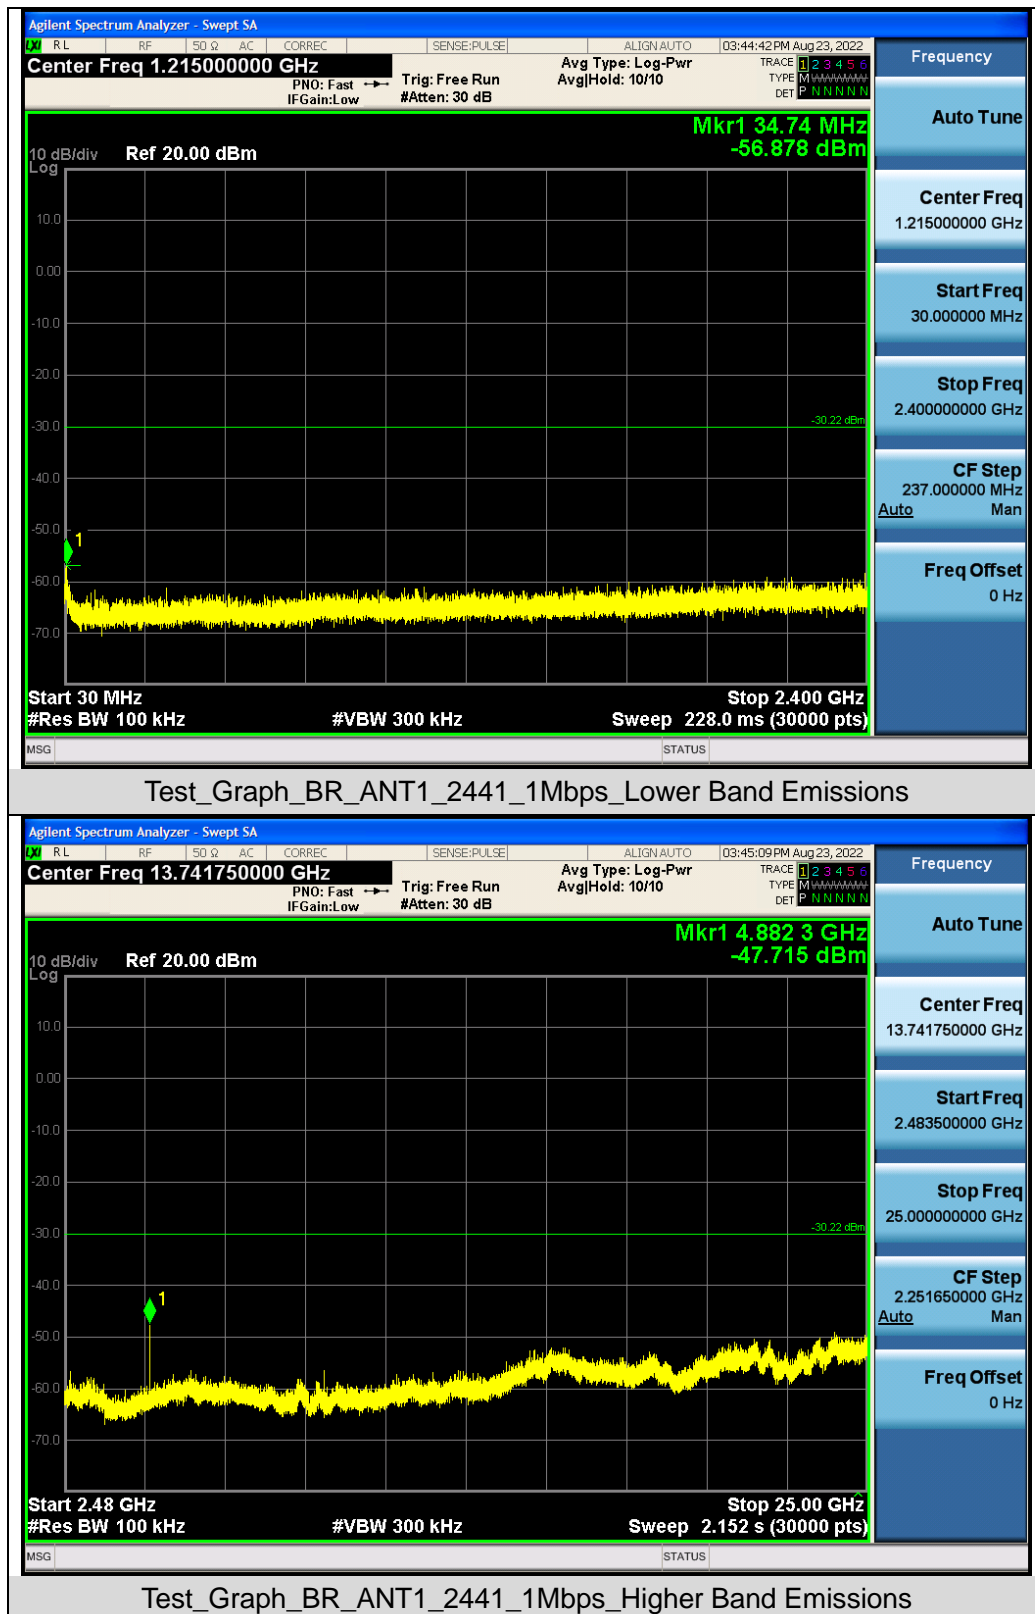 Agilent Spectrum Analyzer - Swept SA
LXI RL RF 50 Ω AC CORREC SENSE:PULSE ALIGN AUTO 03:44:42 PM Aug 23, 2022
Center Freq 1.215000000 GHz
PNO: Fast
IFGain:Low
Trig: Free Run
#Atten: 30 dB
Avg Type: Log-Pwr
Avg|Hold: 10/10
TRACE 1 2 3 4 5 6
TYPE M
DET P N N N N N
Mkr1 34.74 MHz
-56.878 dBm
10 dB/div Ref 20.00 dBm
Log
10.0
0.00
-10.0
-20.0
-30.0
-30.22 dBm
-40.0
-50.0
1
-60.0
-70.0
Start 30 MHz Stop 2.400 GHz
#Res BW 100 kHz #VBW 300 kHz Sweep 228.0 ms (30000 pts)
MSG STATUS
Frequency
Auto Tune
Center Freq
1.215000000 GHz
Start Freq
30.000000 MHz
Stop Freq
2.400000000 GHz
CF Step
237.000000 MHz
Auto Man
Freq Offset
0 Hz
Test_Graph_BR_ANT1_2441_1Mbps_Lower Band Emissions
Agilent Spectrum Analyzer - Swept SA
LXI RL RF 50 Ω AC CORREC SENSE:PULSE ALIGN AUTO 03:45:09 PM Aug 23, 2022
Center Freq 13.741750000 GHz
PNO: Fast
IFGain:Low
Trig: Free Run
#Atten: 30 dB
Avg Type: Log-Pwr
Avg|Hold: 10/10
TRACE 1 2 3 4 5 6
TYPE M
DET P N N N N N
Mkr1 4.882 3 GHz
-47.715 dBm
10 dB/div Ref 20.00 dBm
Log
10.0
0.00
-10.0
-20.0
-30.0
-30.22 dBm
-40.0
1
-50.0
-60.0
-70.0
Start 2.48 GHz Stop 25.00 GHz
#Res BW 100 kHz #VBW 300 kHz Sweep 2.152 s (30000 pts)
MSG STATUS
Frequency
Auto Tune
Center Freq
13.741750000 GHz
Start Freq
2.483500000 GHz
Stop Freq
25.000000000 GHz
CF Step
2.251650000 GHz
Auto Man
Freq Offset
0 Hz
Test_Graph_BR_ANT1_2441_1Mbps_Higher Band Emissions